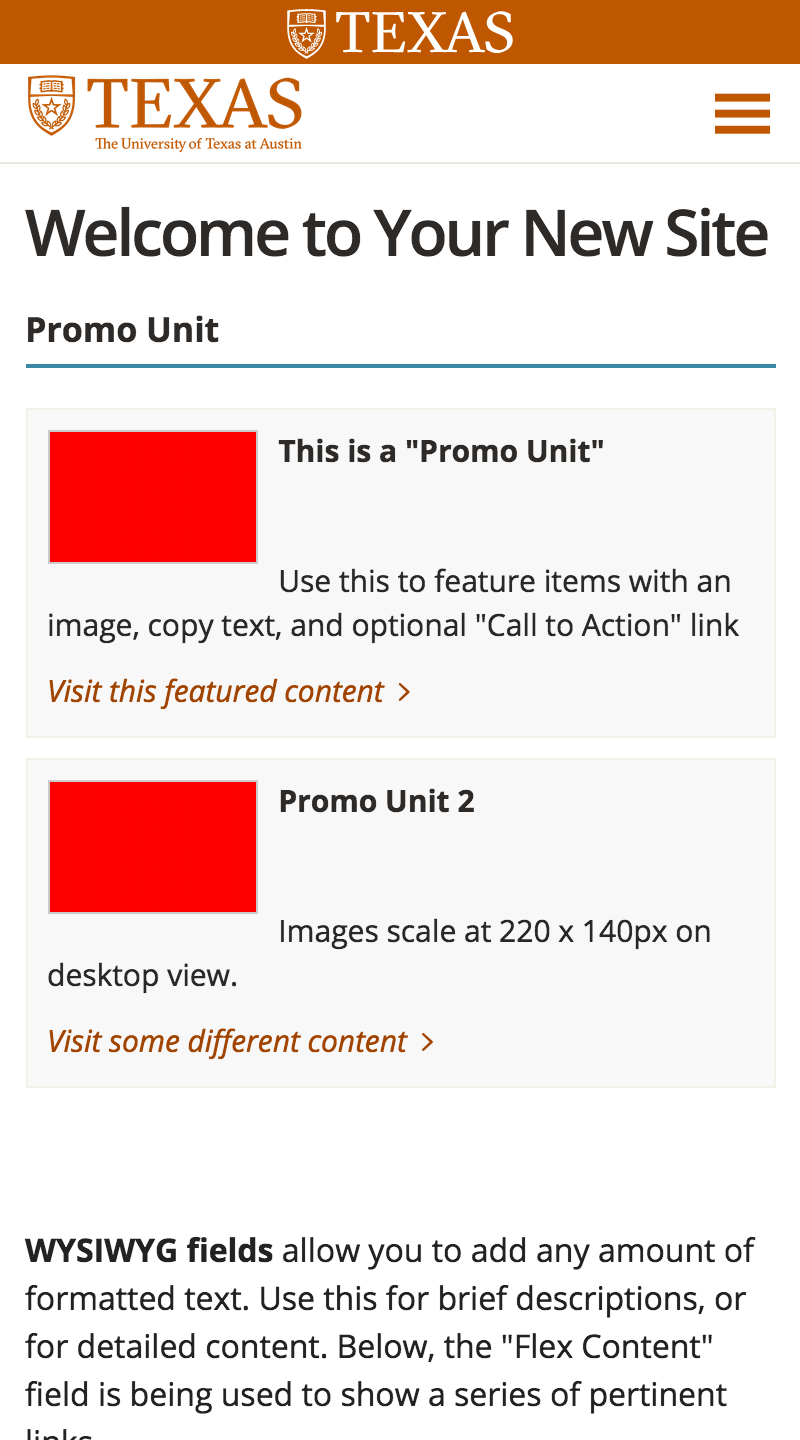 TEXAS
TEXAS
The University of Texas at Austin
Welcome to Your New Site
Promo Unit
This is a "Promo Unit"
Use this to feature items with an
image, copy text, and optional "Call to Action" link
Visit this featured content
Promo Unit 2
Images scale at 220 x 140px on
desktop view.
Visit some different content
WYSIWYG fields allow you to add any amount of
formatted text. Use this for brief descriptions, or
for detailed content. Below, the "Flex Content"
field is being used to show a series of pertinent
links